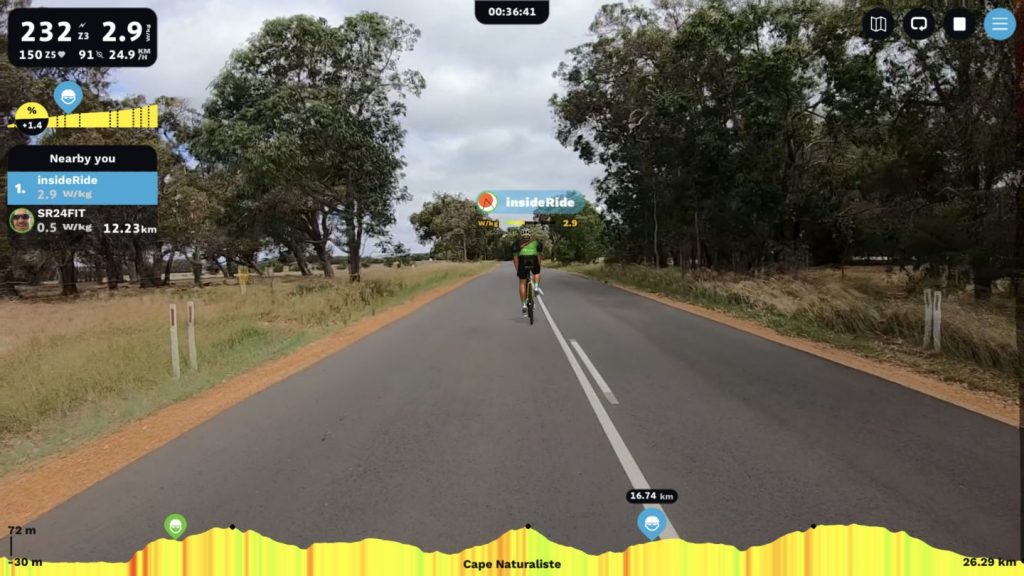 00:36:41
232 Z3 2.9 W/kg
150 Z5 91 24.9 KM/H
%
+1.4
Nearby you
1. insideRide
2.9 W/kg
SR24FIT
0.5 W/kg 12.23km
insideRide
W/kg 2.9
16.74 km
72 m
-30 m
Cape Naturaliste
26.29 km